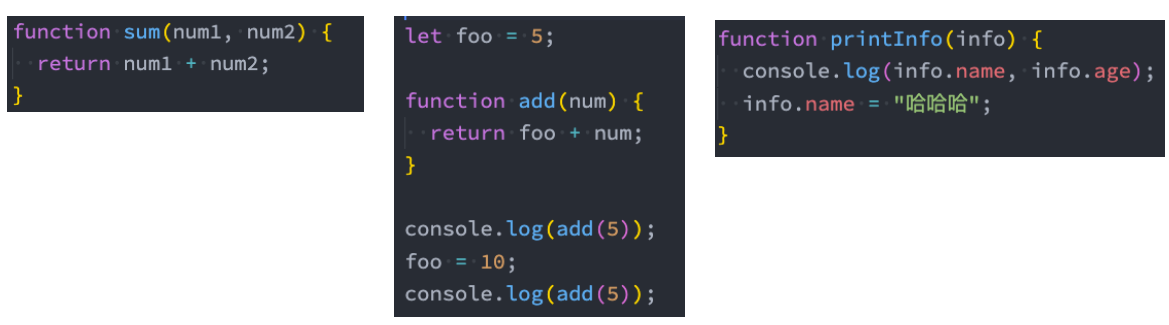 function sum(num1, num2) {
  return num1 + num2;
}
let foo = 5;
function add(num) {
  return foo + num;
}
console.log(add(5));
foo = 10;
console.log(add(5));
function printInfo(info) {
  console.log(info.name, info.age);
  info.name = "哈哈哈";
}